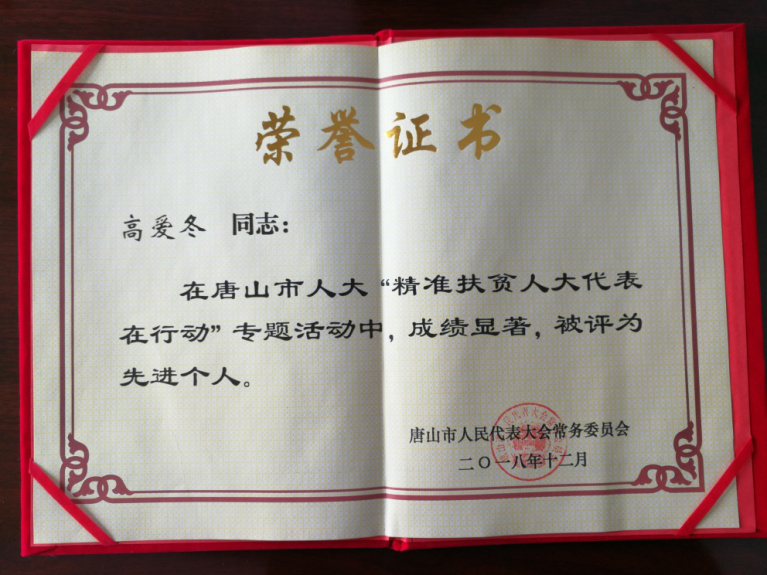 荣誉证书
高爱冬 同志：
在唐山市人大“精准扶贫人大代表
在行动”专题活动中，成绩显著，被评为
先进个人。
唐山市人民代表大会常务委员会
二〇一八年十二月